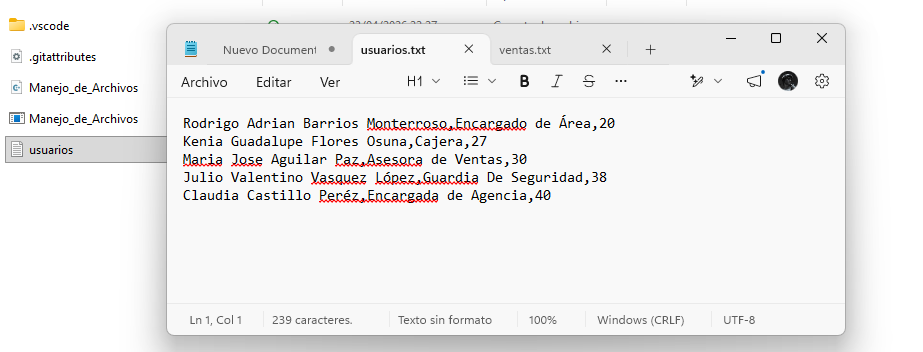 .vscode
.gitattributes
Manejo_de_Archivos
Manejo_de_Archivos
usuarios
Nuevo Document
usuarios.txt
ventas.txt
Archivo
Editar
Ver
H1
B
I
S
Rodrigo Adrian Barrios Monterroso,Encargado de Área,20
Kenia Guadalupe Flores Osuna,Cajera,27
Maria Jose Aguilar Paz,Asesora de Ventas,30
Julio Valentino Vasquez López,Guardia De Seguridad,38
Claudia Castillo Peréz,Encargada de Agencia,40
Ln 1, Col 1
239 caracteres.
Texto sin formato
100%
Windows (CRLF)
UTF-8